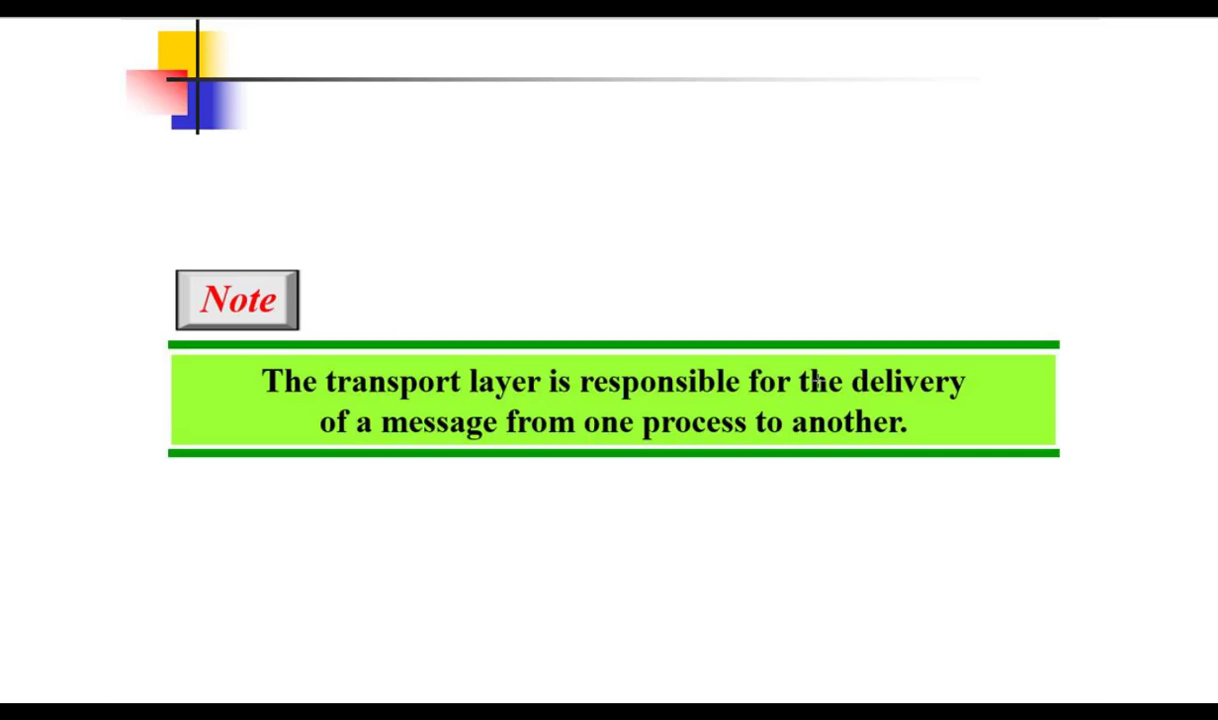 Note
The transport layer is responsible for the delivery
of a message from one process to another.